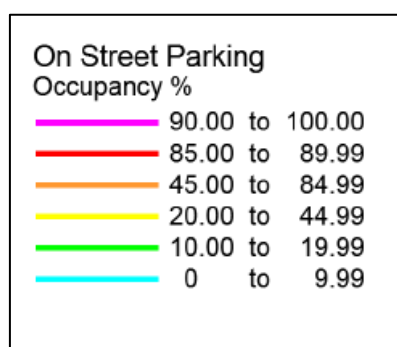 On Street Parking
Occupancy %
90.00 to 100.00
85.00 to 89.99
45.00 to 84.99
20.00 to 44.99
10.00 to 19.99
0 to 9.99